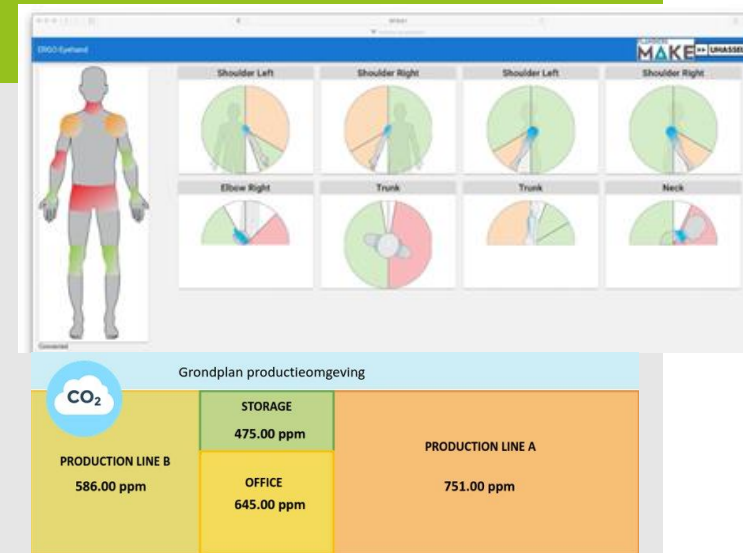 ERGO Eyehand
MAKE
UHASSEL
Shoulder Left
Shoulder Right
Shoulder Left
Shoulder Right
Elbow Right
Trunk
Trunk
Neck
Connected
Grondplan productieomgeving
CO₂
STORAGE
475.00 ppm
PRODUCTION LINE B
586.00 ppm
OFFICE
645.00 ppm
PRODUCTION LINE A
751.00 ppm